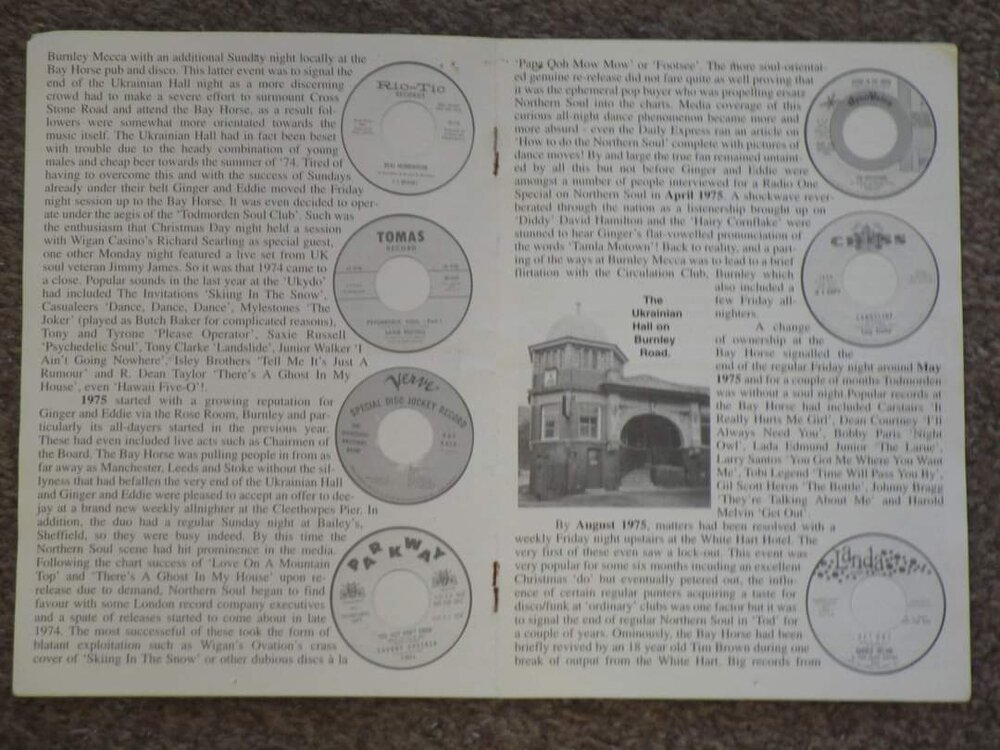 Burnley Mecca with an additional Sunday night locally at the
Bay Horse pub and disco. This latter event was to signal the
end of the Ukrainian Hall night as a more discerning
crowd had to make a severe effort to surmount Cross
Stone Road and attend the Bay Horse, as a result fol-
lowers were somewhat more orientated towards the
music itself. The Ukrainian Hall had in fact been beset
with trouble due to the heady combination of young
males and cheap beer towards the summer of '74. Tired of
having to overcome this and with the success of Sundays
already under their belt Ginger and Eddie moved the Friday
night session up to the Bay Horse. It was even decided to oper-
ate under the aegis of the 'Todmorden Soul Club'. Such was
the enthusiasm that Christmas Day night held a session
with Wigan Casino's Richard Searling as special guest,
one other Monday night featured a live set from UK
soul veteran Jimmy James. So it was that 1974 came to
a close. Popular sounds in the last year at the 'Ukydo'
had included The Invitations 'Skiing In The Snow',
Casualeers 'Dance, Dance, Dance', Mylestones 'The
Joker' (played as Butch Baker for complicated reasons),
Tony and Tyrone 'Please Operator', Saxie Russell
'Psychedelic Soul', Tony Clarke 'Landslide', Junior Walker 'I
Ain't Going Nowhere', Isley Brothers 'Tell Me It's Just A
Rumour' and R. Dean Taylor 'There's A Ghost In My
House', even 'Hawaii Five-O'!.
1975 started with a growing reputation for
Ginger and Eddie via the Rose Room, Burnley and par-
ticularly its all-dayers started in the previous year.
These had even included live acts such as Chairmen of
the Board. The Bay Horse was pulling people in from as
far away as Manchester, Leeds and Stoke without the sil-
lyness that had befallen the very end of the Ukrainian Hall
and Ginger and Eddie were pleased to accept an offer to dee-
jay at a brand new weekly allnighter at the Cleethorpes Pier. In
addition, the duo had a regular Sunday night at Bailey's,
Sheffield, so they were busy indeed. By this time the
Northern Soul scene had hit prominence in the media.
Following the chart success of 'Love On A Mountain
Top' and 'There's A Ghost In My House' upon re-
release due to demand, Northern Soul began to find
favour with some London record company executives
and a spate of releases started to come about in late
1974. The most successful of these took the form of
blatant exploitation such as Wigan's Ovation's crass
cover of 'Skiing In The Snow' or other dubious discs à la
RIC-TIC
RECORDS
TOMAS
RECORD
PSYCHEDELIC SOUL
Verve
SPECIAL DISC JOCKEY RECORD
PARKWAY
'Papa Ooh Mow Mow' or 'Footsee'. The more soul-orientat-
ed genuine re-release did not fare quite as well proving that
it was the ephemeral pop buyer who was propelling ersatz
Northern Soul into the charts. Media coverage of this
curious all-night dance phenomenon became more and
more absurd - even the Daily Express ran an article on
'How to do the Northern Soul' complete with pictures of
dance moves! By and large the true fan remained untaint-
ed by all this but not before Ginger and Eddie were
amongst a number of people interviewed for a Radio One
Special on Northern Soul in April 1975. A shockwave rever-
berated through the nation as a listenership brought up on
'Diddy' David Hamilton and the 'Hairy Cornflake' were
stunned to hear Ginger's flat-vowelled pronunciation of
the words 'Tamla Motown'! Back to reality, and a part-
ing of the ways at Burnley Mecca was to lead to a brief
flirtation with the Circulation Club, Burnley which
also included a
few Friday all-
nighters.
A change
of ownership at the
Bay Horse signalled the
end of the regular Friday night around May
1975 and for a couple of months Todmorden
was without a soul night Popular records at
the Bay Horse had included Carstairs 'It
Really Hurts Me Girl', Dean Courtney 'I'll
Always Need You', Bobby Paris 'Night
Owl', Lada Edmund Junior 'The Larue',
Larry Santos 'You Got Me Where You Want
Me', Tobi Legend 'Time Will Pass You By',
Gil Scott Heron 'The Bottle', Johnny Bragg
'They're Talking About Me' and Harold
Melvin 'Get Out'.
The
Ukrainian
Hall on
Burnley
Road.
By August 1975, matters had been resolved with a
weekly Friday night upstairs at the White Hart Hotel. The
very first of these even saw a lock-out. This event was
very popular for some six months incuding an excellent
Christmas 'do' but eventually petered out, the influ-
ence of certain regular punters acquiring a taste for
disco/funk at 'ordinary' clubs was one factor but it was
to signal the end of regular Northern Soul in 'Tod' for
a couple of years. Ominously, the Bay Horse had been
briefly revived by an 18 year old Tim Brown during one
break of output from the White Hart. Big records from
CHESS
LANDSLIDE
Landa
GET OUT